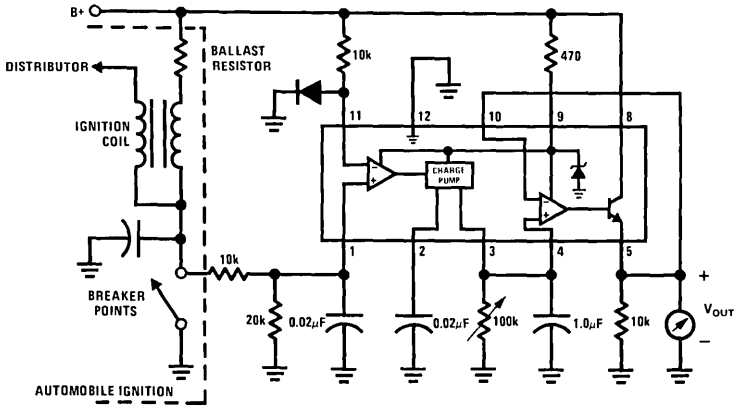 B+
BALLAST
RESISTOR
DISTRIBUTOR
IGNITION
COIL
10k
470
11
12
10
9
8
−
+
CHARGE
PUMP
−
+
1
2
3
4
5
10k
BREAKER
POINTS
20k
0.02μF
0.02μF
100k
1.0μF
10k
+
VOUT
−
AUTOMOBILE IGNITION